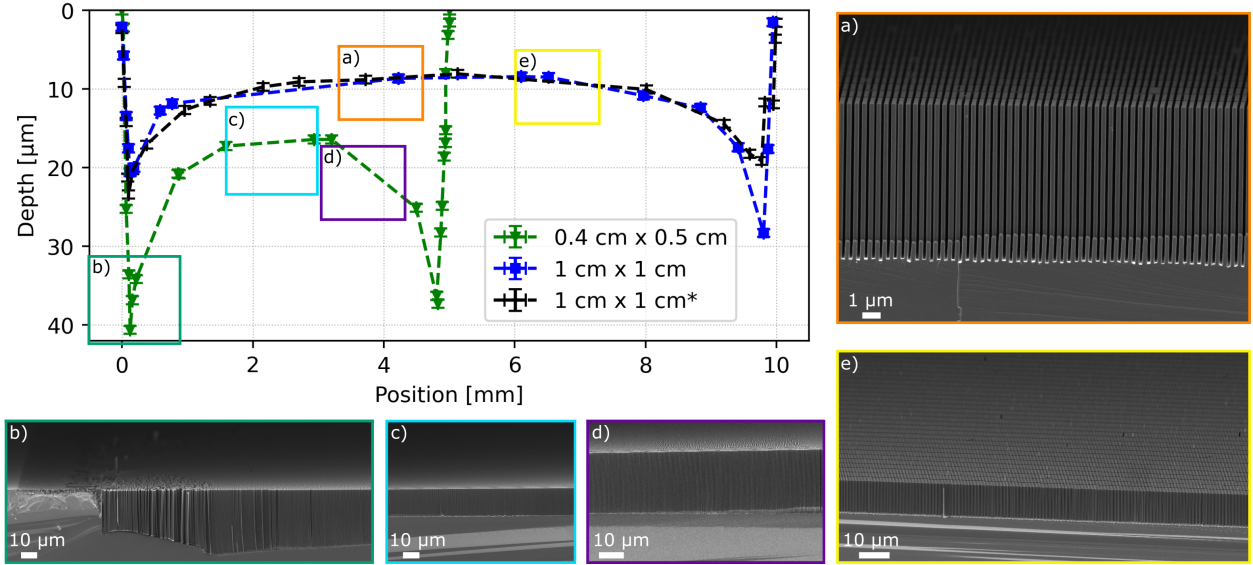 0
10
20
30
40
Depth [µm]
0
2
4
6
8
10
Position [mm]
a)
e)
c)
d)
b)
0.4 cm x 0.5 cm
1 cm x 1 cm
1 cm x 1 cm*
a)
1 µm
e)
10 µm
b)
10 µm
c)
10 µm
d)
10 µm